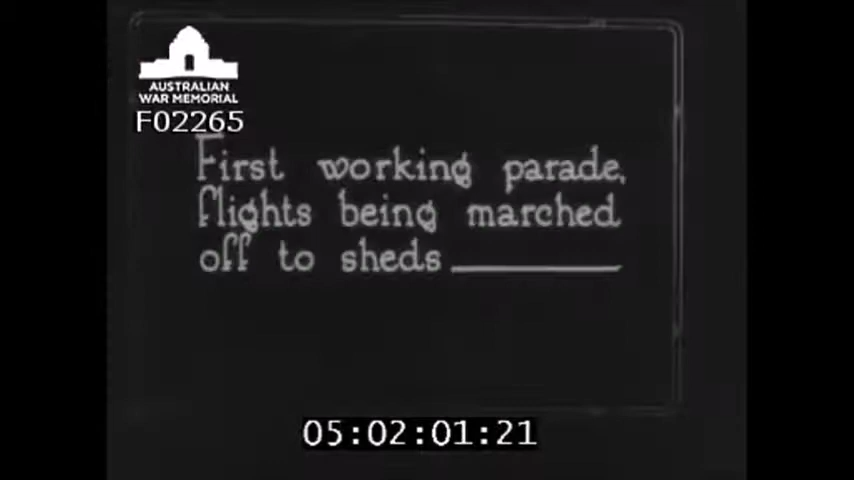 AUSTRALIAN
WAR MEMORIAL
F02265
First working parade,
flights being marched
off to sheds
05:02:01:21